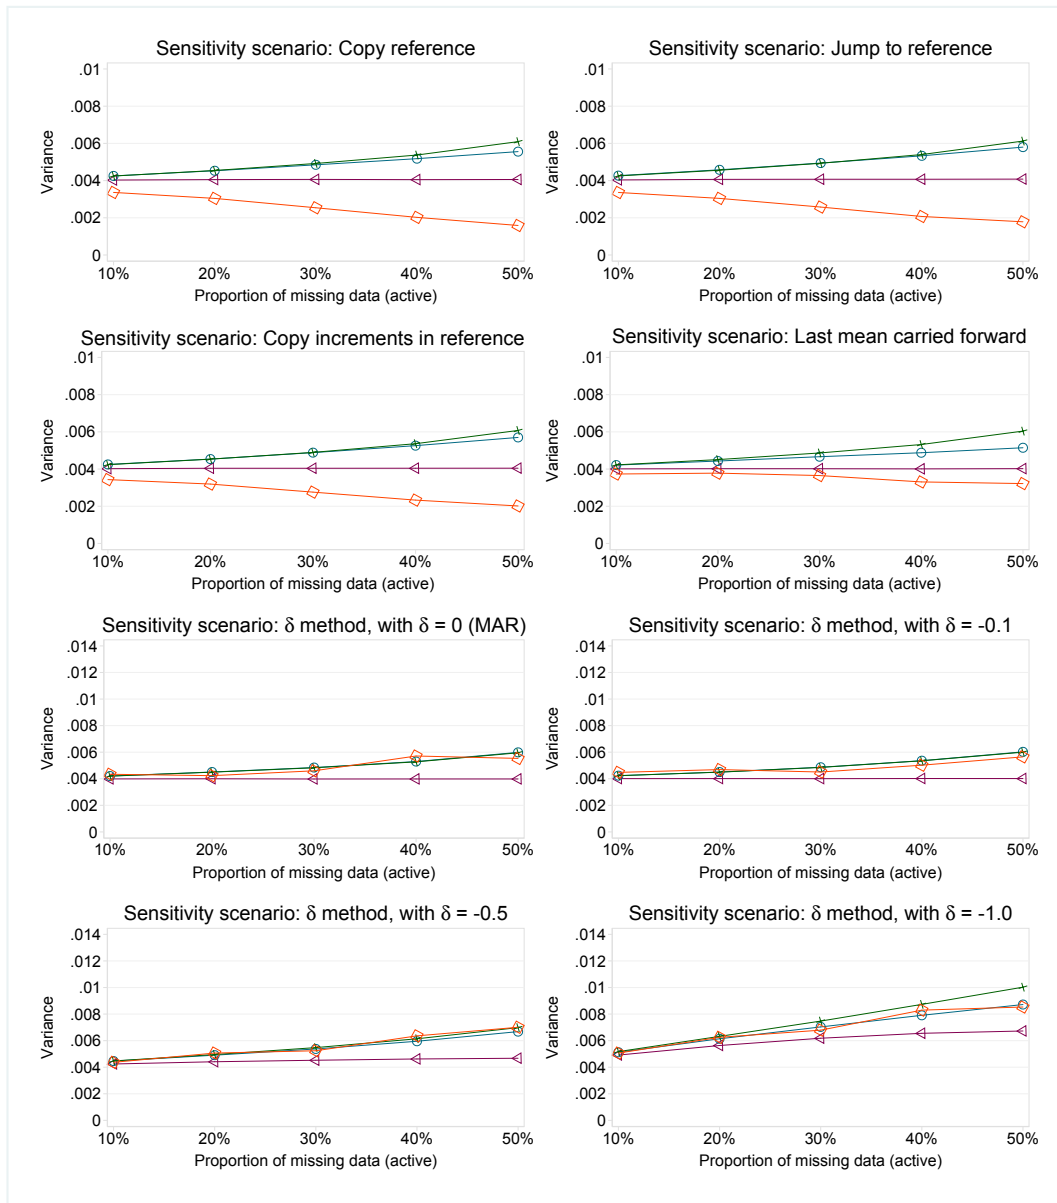 Sensitivity scenario: Copy reference
.01
.008
.006
.004
.002
0
Variance
10% 20% 30% 40% 50%
Proportion of missing data (active)
Sensitivity scenario: Jump to reference
.01
.008
.006
.004
.002
0
Variance
10% 20% 30% 40% 50%
Proportion of missing data (active)
Sensitivity scenario: Copy increments in reference
.01
.008
.006
.004
.002
0
Variance
10% 20% 30% 40% 50%
Proportion of missing data (active)
Sensitivity scenario: Last mean carried forward
.01
.008
.006
.004
.002
0
Variance
10% 20% 30% 40% 50%
Proportion of missing data (active)
Sensitivity scenario: δ method, with δ = 0 (MAR)
.014
.012
.01
.008
.006
.004
.002
0
Variance
10% 20% 30% 40% 50%
Proportion of missing data (active)
Sensitivity scenario: δ method, with δ = -0.1
.014
.012
.01
.008
.006
.004
.002
0
Variance
10% 20% 30% 40% 50%
Proportion of missing data (active)
Sensitivity scenario: δ method, with δ = -0.5
.014
.012
.01
.008
.006
.004
.002
0
Variance
10% 20% 30% 40% 50%
Proportion of missing data (active)
Sensitivity scenario: δ method, with δ = -1.0
.014
.012
.01
.008
.006
.004
.002
0
Variance
10% 20% 30% 40% 50%
Proportion of missing data (active)